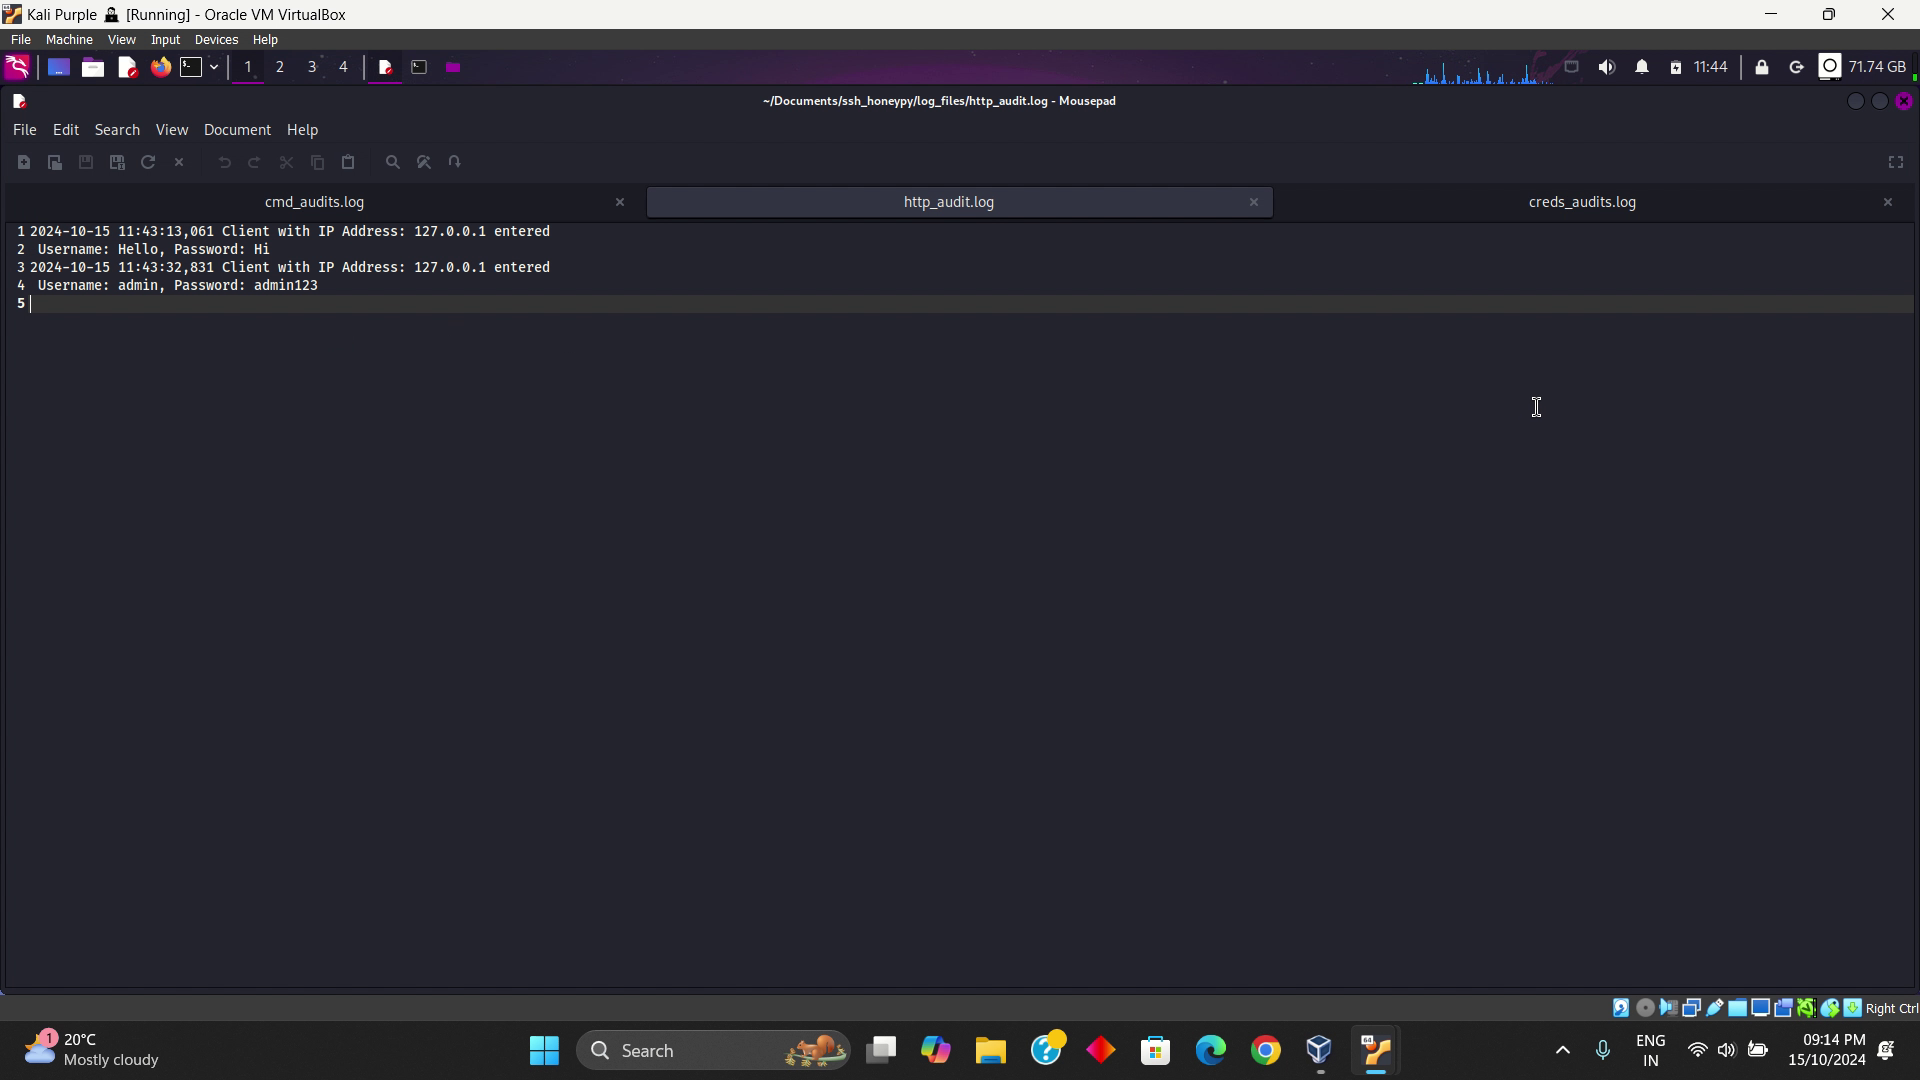 Kali Purple [Running] - Oracle VM VirtualBox
File Machine View Input Devices Help
1 2 3 4 11:44 71.74 GB
~/Documents/ssh_honeypy/log_files/http_audit.log - Mousepad
File Edit Search View Document Help
cmd_audits.log http_audit.log creds_audits.log
1 2024-10-15 11:43:13,061 Client with IP Address: 127.0.0.1 entered
2 Username: Hello, Password: Hi
3 2024-10-15 11:43:32,831 Client with IP Address: 127.0.0.1 entered
4 Username: admin, Password: admin123
5
Right Ctrl
1 20°C
Mostly cloudy
Search
64
ENG
IN
09:14 PM
15/10/2024